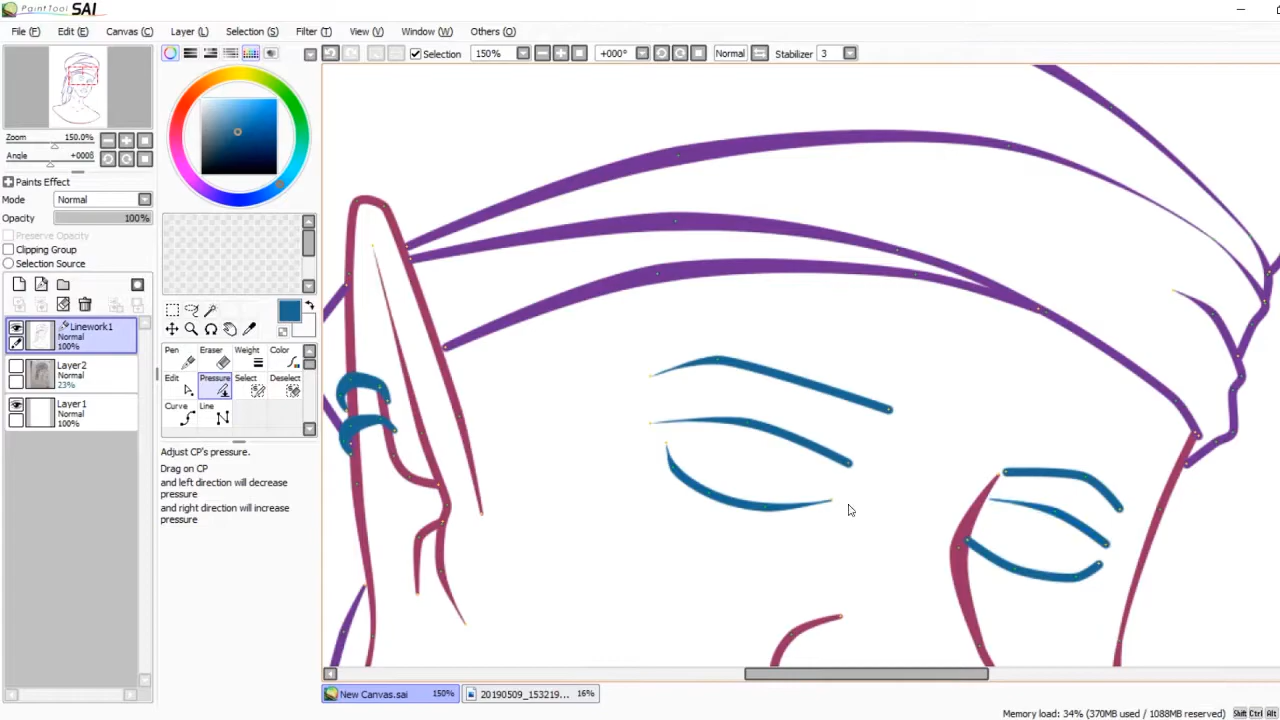 PaintTool SAI
File (F) Edit (E) Canvas (C) Layer (L) Selection (S) Filter (T) View (V) Window (W) Others (O)
Selection 150% +000° Normal Stabilizer 3
Zoom 150.0%
Angle +0008
Paints Effect
Mode Normal
Opacity 100%
Preserve Opacity
Clipping Group
Selection Source
Linework1
Normal
100%
Layer2
Normal
23%
Layer1
Normal
100%
Pen Eraser Weight Color
Edit Pressure Select Deselect
Curve Line
Adjust CP's pressure.
Drag on CP
and left direction will decrease
pressure
and right direction will increase
pressure
New Canvas.sai 150% 20190509_153219... 16%
Memory load: 34% (370MB used / 1088MB reserved) Shift Ctrl Alt